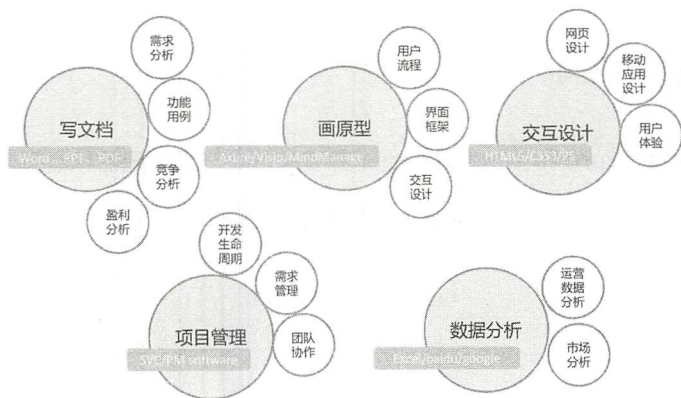 需求
分析
功能
用例
写文档
Word、PPT、PDF
竞争
分析
盈利
分析
用户
流程
界面
框架
画原型
Axure/Visio/MindManage
交互
设计
网页
设计
移动
应用
设计
交互设计
HTML5/CSS3/PS
用户
体验
开发
生命
周期
需求
管理
项目管理
SVC/PM software
团队
协作
运营
数据
分析
数据分析
Excel/baidu/google
市场
分析